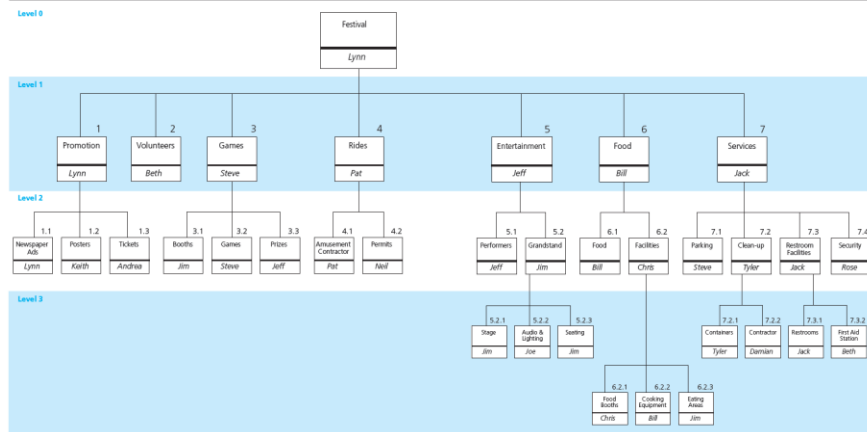 Level 0
Festival
Lynn
Level 1
1
2
3
4
5
6
7
Promotion
Volunteers
Games
Rides
Entertainment
Food
Services
Lynn
Beth
Steve
Pat
Jeff
Bill
Jack
Level 2
1.1
1.2
1.3
3.1
3.2
3.3
4.1
4.2
5.1
5.2
6.1
6.2
7.1
7.2
7.3
7.4
Newspaper
Ads
Posters
Tickets
Booths
Games
Prizes
Amusement
Contractor
Permits
Performers
Grandstand
Food
Facilities
Parking
Clean-up
Restroom
Facilities
Security
Lynn
Keith
Andrea
Jim
Steve
Jeff
Pat
Neil
Jeff
Jim
Bill
Chris
Steve
Tyler
Jack
Rose
Level 3
5.2.1
5.2.2
5.2.3
7.2.1
7.2.2
7.3.1
7.3.2
Stage
Audio &
Lighting
Seating
Containers
Contractor
Restrooms
First Aid
Station
Jim
Joe
Jim
Tyler
Damian
Jack
Beth
6.2.1
6.2.2
6.2.3
Food
Booths
Cooking
Equipment
Eating
Areas
Chris
Bill
Jim